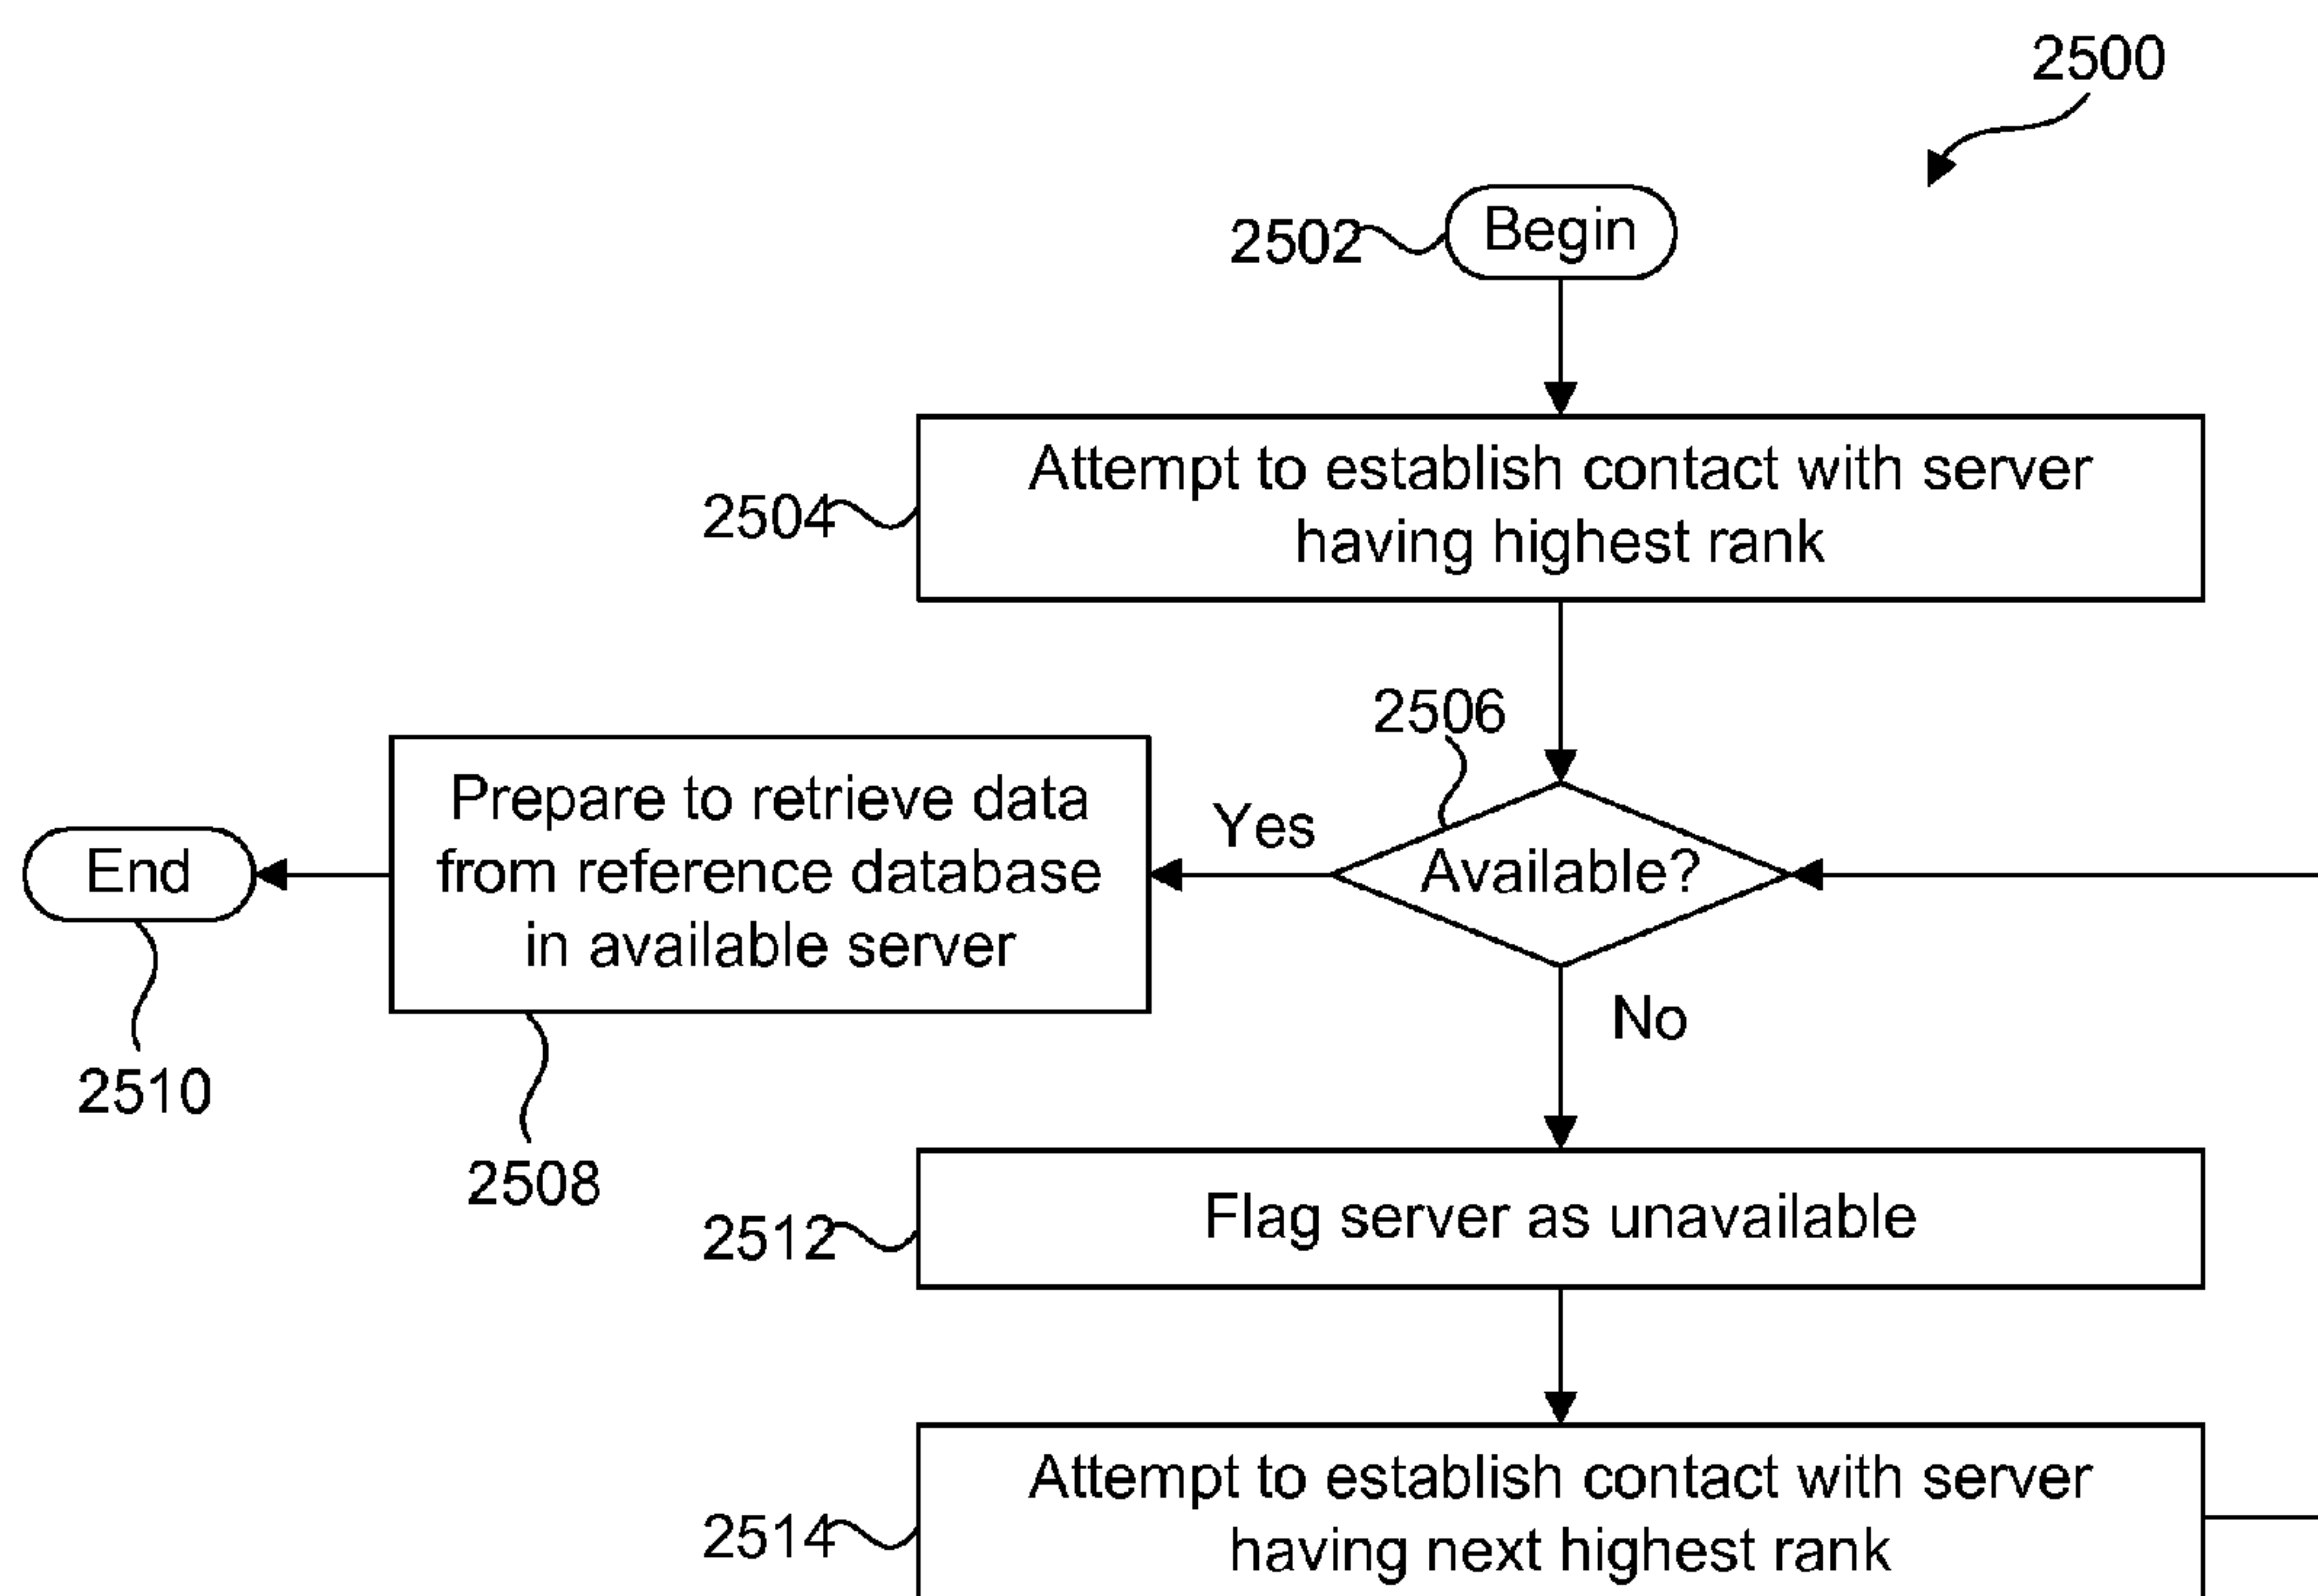 2500
2502
Begin
Attempt to establish contact with server
having highest rank
2504
2506
Prepare to retrieve data
from reference database
in available server
Yes
Available?
End
No
2510
2508
Flag server as unavailable
2512
Attempt to establish contact with server
having next highest rank
2514